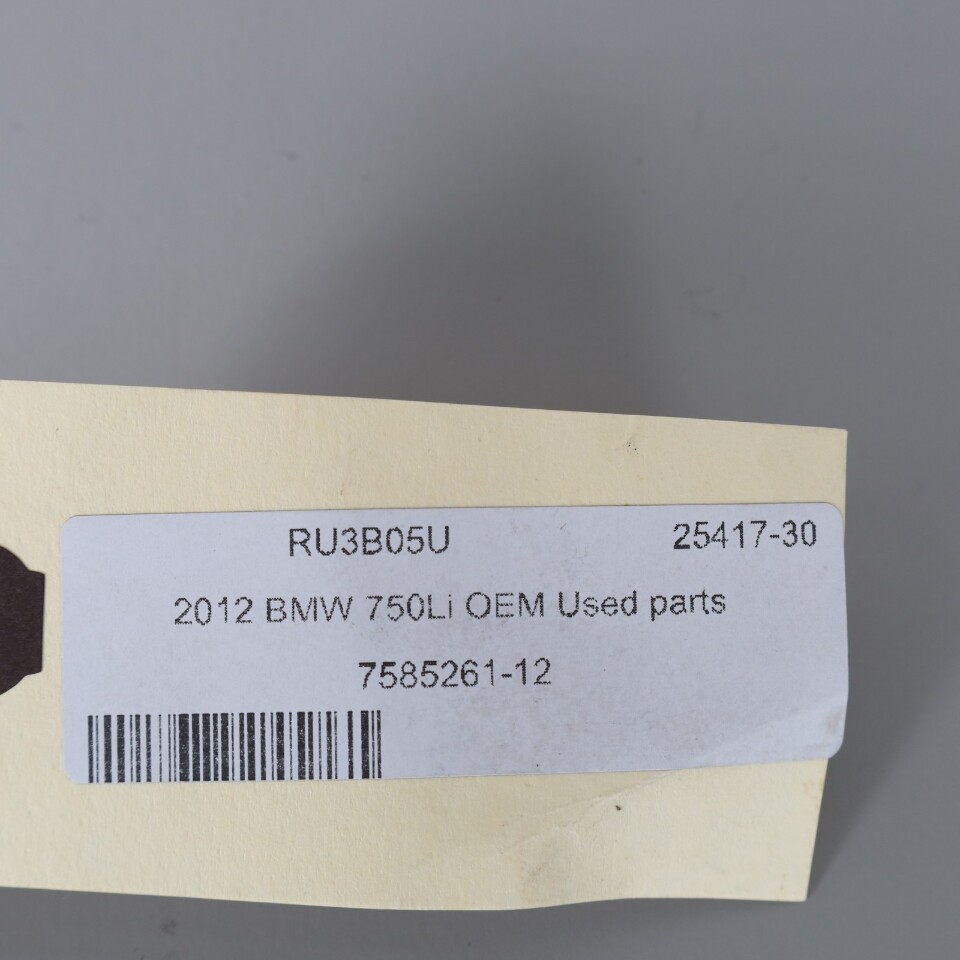 RU3B05U 25417-30
2012 BMW 750Li OEM Used parts
7585261-12